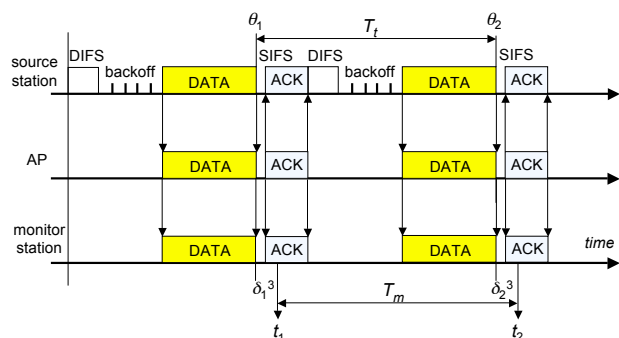 θ1 Tt θ2
DIFS SIFS DIFS SIFS
source station backoff DATA ACK backoff DATA ACK
AP DATA ACK DATA ACK
monitor station DATA ACK DATA ACK time
δ1³ Tm δ2³
t1 t2